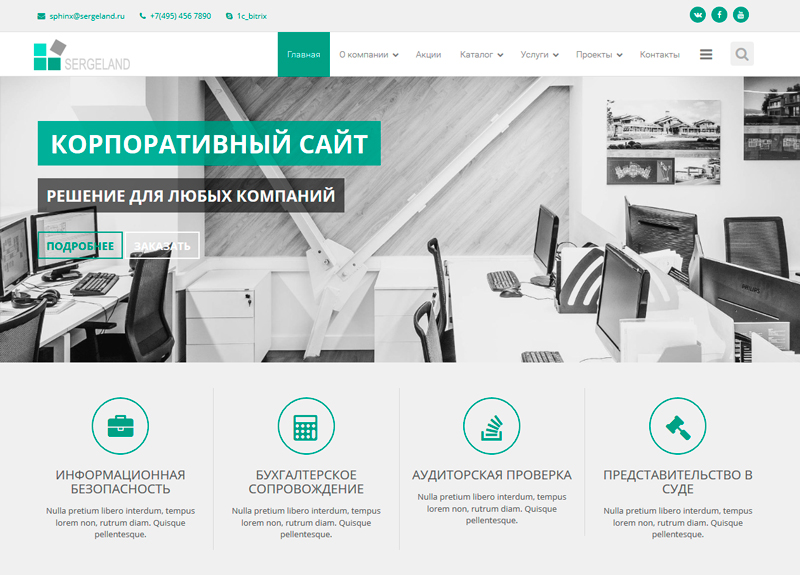 sphinx@sergeland.ru +7(495) 456 7890 1c_bitrix
SERGELAND
Главная О компании Акции Каталог Услуги Проекты Контакты
КОРПОРАТИВНЫЙ САЙТ
РЕШЕНИЕ ДЛЯ ЛЮБЫХ КОМПАНИЙ
ПОДРОБНЕЕ ЗАКАЗАТЬ
ИНФОРМАЦИОННАЯ
БЕЗОПАСНОСТЬ
Nulla pretium libero interdum, tempus
lorem non, rutrum diam. Quisque
pellentesque.
БУХГАЛТЕРСКОЕ
СОПРОВОЖДЕНИЕ
Nulla pretium libero interdum, tempus
lorem non, rutrum diam. Quisque
pellentesque.
АУДИТОРСКАЯ ПРОВЕРКА
Nulla pretium libero interdum, tempus
lorem non, rutrum diam. Quisque
pellentesque.
ПРЕДСТАВИТЕЛЬСТВО В
СУДЕ
Nulla pretium libero interdum, tempus
lorem non, rutrum diam. Quisque
pellentesque.